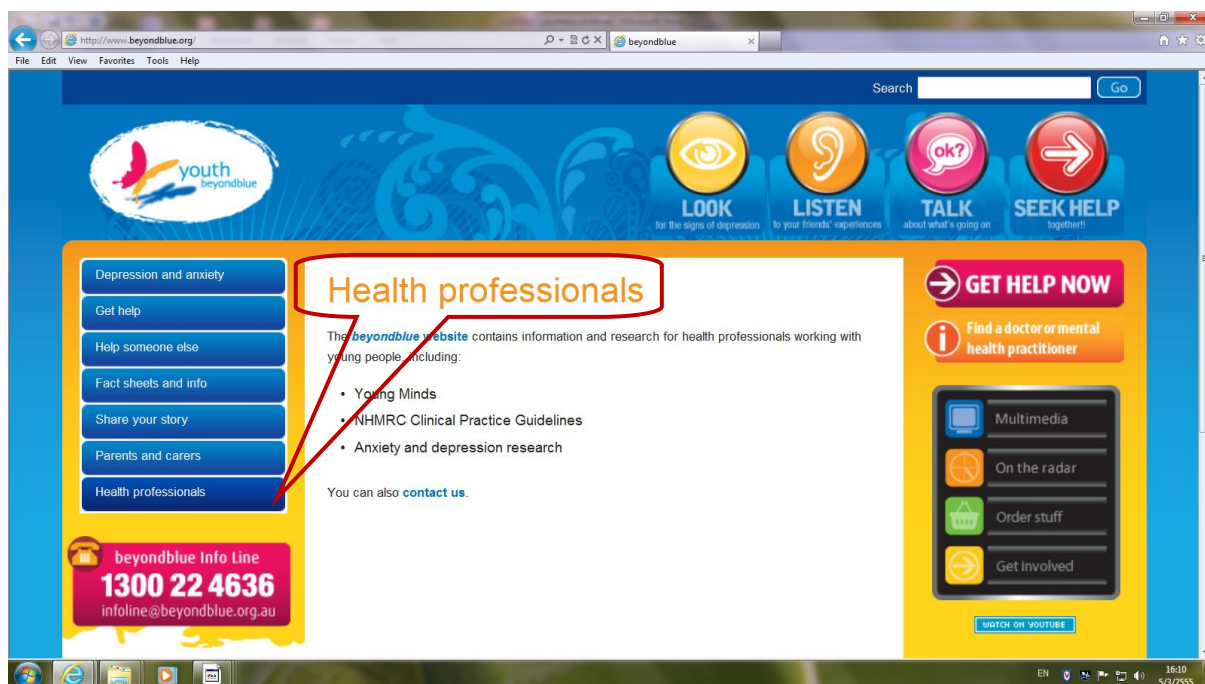 http://www.beyondblue.org/
beyondblue
File Edit View Favorites Tools Help
Search
Go
youth
beyondblue
LOOK
for the signs of depression
LISTEN
to your friends' experiences
ok?
TALK
about what's going on
SEEK HELP
together!!
Depression and anxiety
Get help
Help someone else
Fact sheets and info
Share your story
Parents and carers
Health professionals
beyondblue Info Line
1300 22 4636
infoline@beyondblue.org.au
Health professionals
The beyondblue website contains information and research for health professionals working with
young people, including:
• Young Minds
• NHMRC Clinical Practice Guidelines
• Anxiety and depression research
You can also contact us.
GET HELP NOW
Find a doctor or mental
health practitioner
Multimedia
On the radar
Order stuff
Get involved
WATCH ON YOUTUBE
EN
16:10
5/3/2555